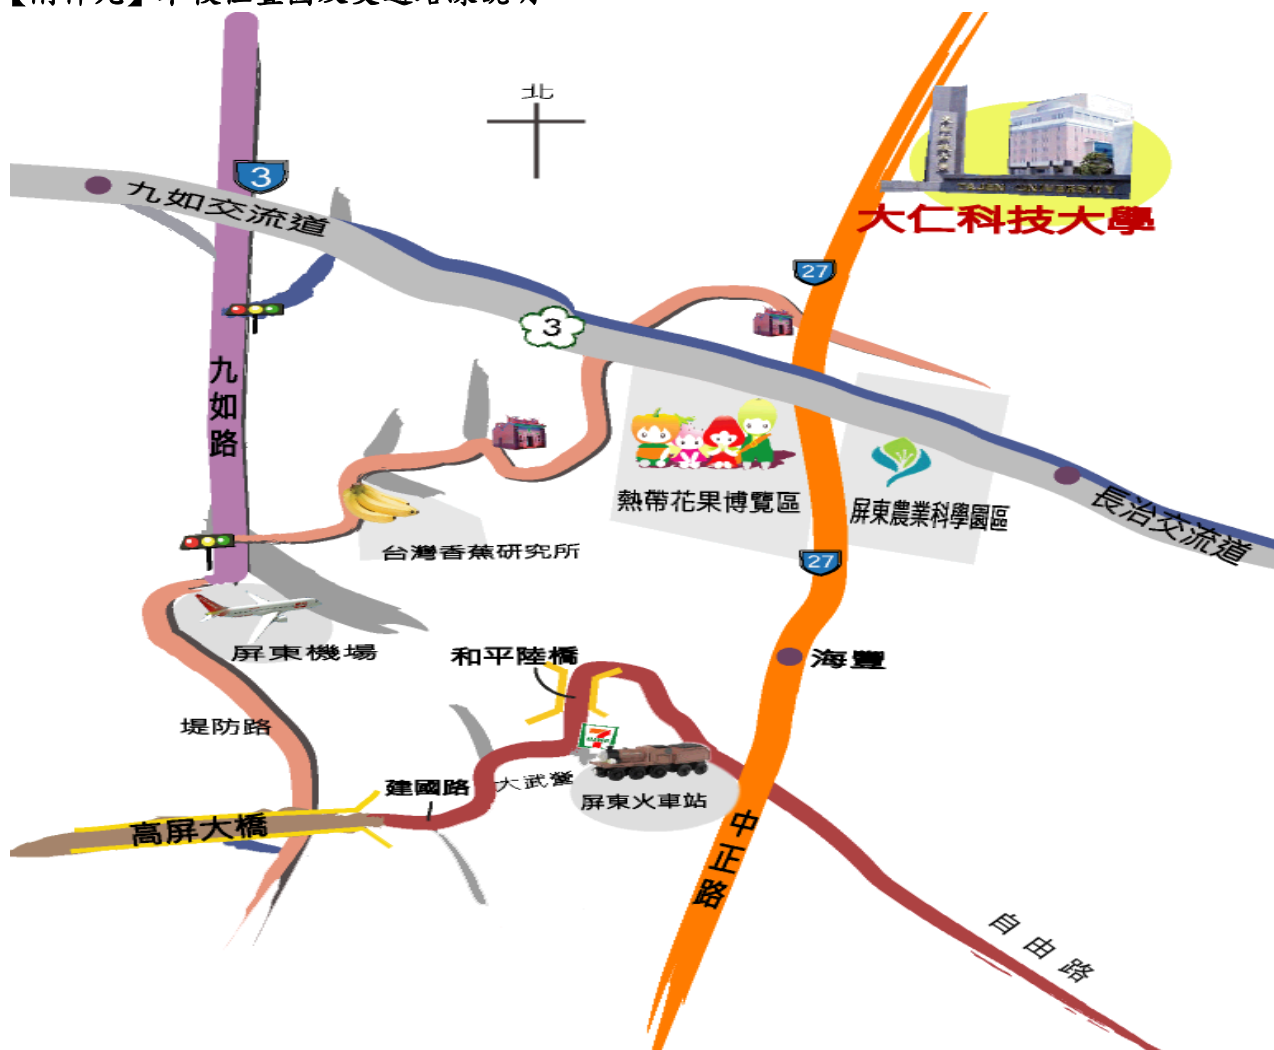 北
3
九如交流道
大仁科技大學
TAJEN UNIVERSITY
27
3
九如路
熱帶花果博覽區
屏東農業科學園區
長治交流道
台灣香蕉研究所
27
屏東機場
和平陸橋
海豐
堤防路
7
大武營
建國路
屏東火車站
高屏大橋
中正路
自由路